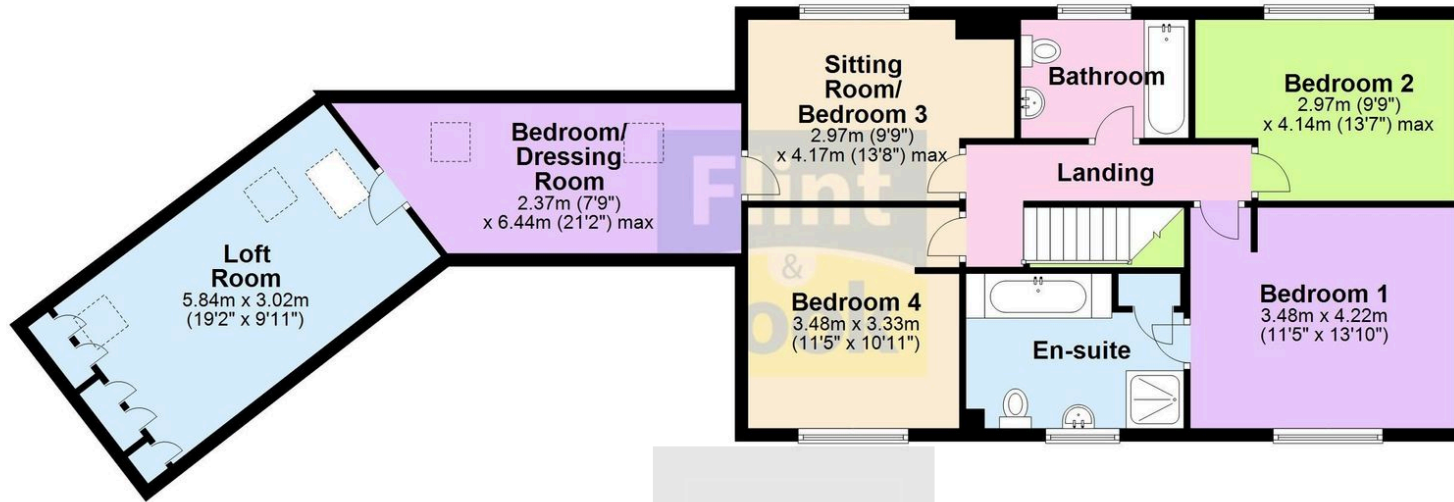 Sitting
Room/
Bedroom 3
2.97m (9'9")
x 4.17m (13'8") max
Bathroom
Bedroom 2
2.97m (9'9")
x 4.14m (13'7") max
Bedroom/
Dressing
Room
2.37m (7'9")
x 6.44m (21'2") max
Landing
Flint
&
Loft
Room
5.84m x 3.02m
(19'2" x 9'11")
Bedroom 4
3.48m x 3.33m
(11'5" x 10'11")
En-suite
Bedroom 1
3.48m x 4.22m
(11'5" x 13'10")